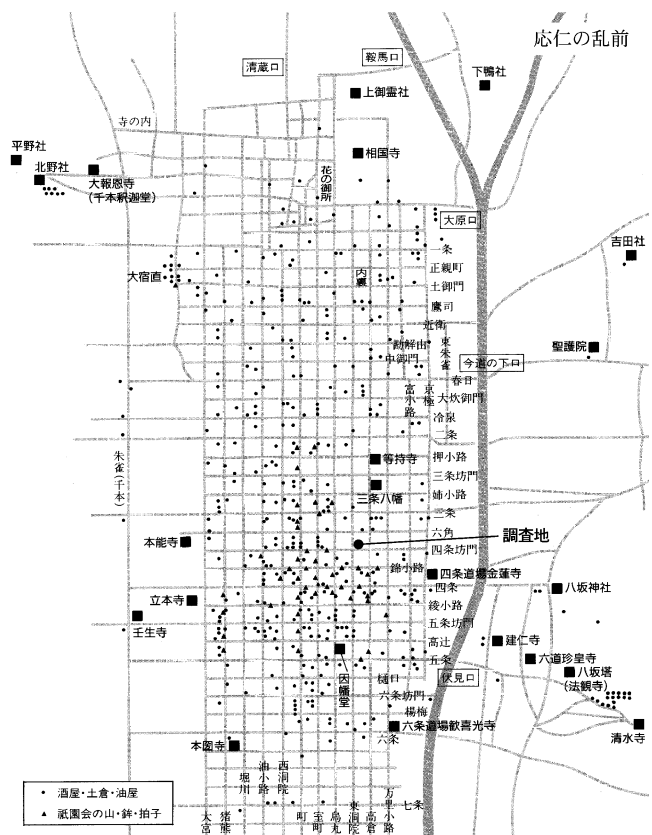 応仁の乱前
鞍馬口
清蔵口
下鴨社
上御霊社
寺の内
平野社
北野社
相国寺
大報恩寺
(千本釈迦堂)
花の御所
大原口
一条
吉田社
正親町
大宿直
内裏
土御門
鷹司
近衛
勘解由
中御門
東朱雀
聖護院
今道の下口
春日
富小路
京極
大炊御門
冷泉
二条
朱雀(千本)
等持寺
押小路
三条坊門
三条八幡
姉小路
三条
六角
調査地
本能寺
四条坊門
錦小路
四条道場金蓮寺
四条
八坂神社
立本寺
綾小路
五条坊門
壬生寺
高辻
建仁寺
五条
六道珍皇寺
因幡堂
樋口
伏見口
八坂塔
(法観寺)
六条坊門
楊梅
六条道場歓喜光寺
清水寺
六条
本圀寺
堀川
油小路
西洞院
酒屋・土倉・油屋
祇園会の山・鉾・拍子
大宮
猪熊
町
室町
烏丸
東洞院
高倉
万里小路
七条